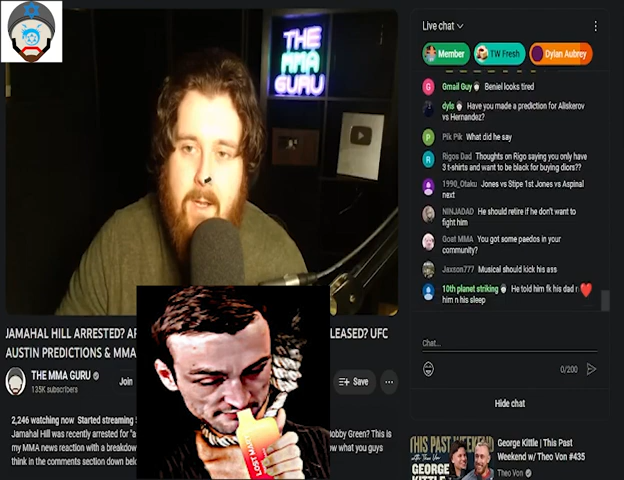 THE
MMA
GURU
Live chat
Member
TW Fresh
Dylan Aubrey
Gmail Guy Beniel looks tired
dyls Have you made a prediction for Aliskerov
vs Hernandez?
Pik Pik What did he say
Rigos Dad Thoughts on Rigo saying you only have
3 t-shirts and want to be black for buying diors??
1990_Otaku Jones vs Stipe 1st Jones vs Aspinal
next
NINJADAD He should retire if he don't want to
fight him
Goat MMA You got some paedos in your
community?
Jaxson777 Musical should kick his ass
10th planet striking He told him fk his dad
him n his sleep
Chat...
0/200
Hide chat
JAMAHAL HILL ARRESTED? LEASED? UFC
AUSTIN PREDICTIONS & MMA
THE MMA GURU
135K subscribers
Join
Save
2,246 watching now Started streaming
Jamahal Hill was recently arrested for obby Green? This is
my MMA news reaction with a breakdow w what you guys
think in the comments section down belo
LOST MARY
THIS PAST WEEKEND
GEORGE
KITTLE
George Kittle | This Past
Weekend w/ Theo Von #435
Theo Von